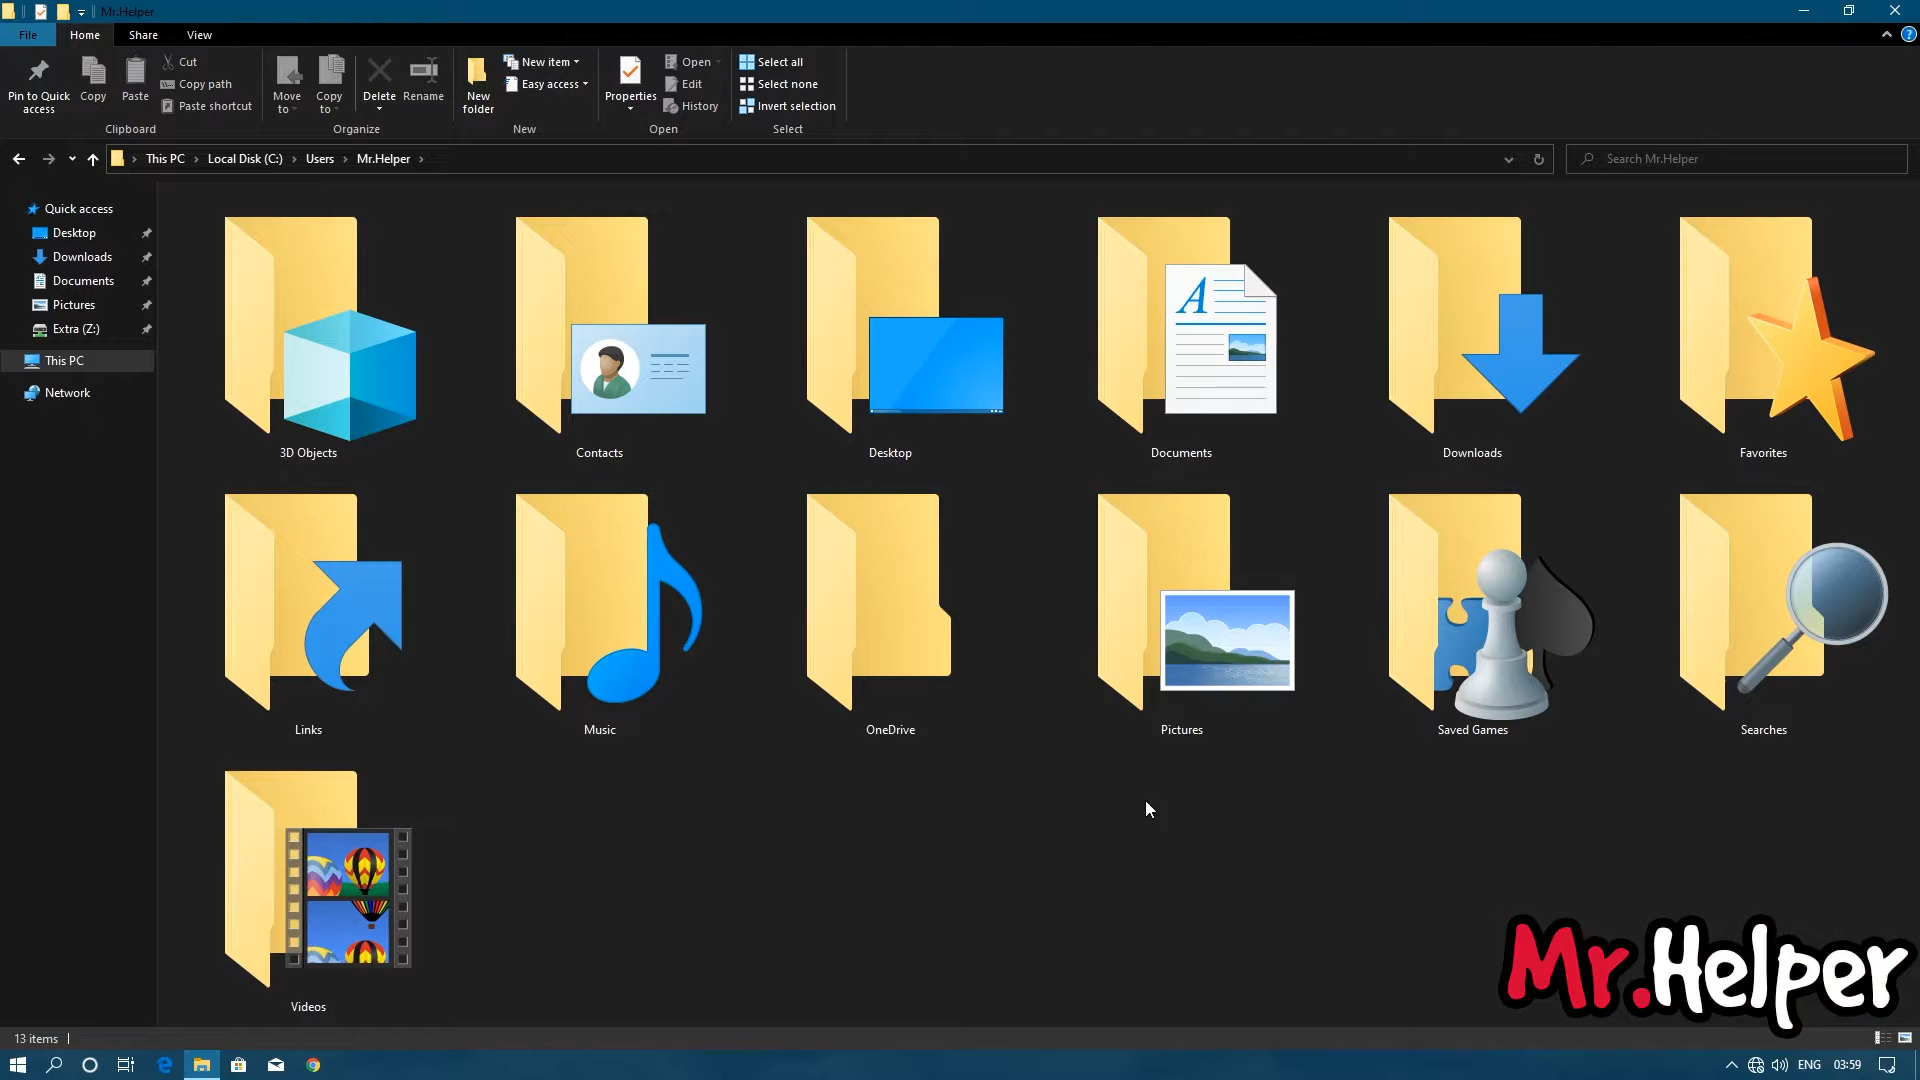 Mr.Helper
File Home Share View
Pin to Quick access
Copy
Paste
Cut
Copy path
Paste shortcut
Clipboard
Move to
Copy to
Delete
Rename
Organize
New folder
New item
Easy access
New
Properties
Open
Edit
History
Open
Select all
Select none
Invert selection
Select
This PC Local Disk (C:) Users Mr.Helper
Search Mr.Helper
Quick access
Desktop
Downloads
Documents
Pictures
Extra (Z:)
This PC
Network
3D Objects Contacts Desktop Documents Downloads Favorites
Links Music OneDrive Pictures Saved Games Searches
Videos
Mr.Helper
13 items
ENG 03:59